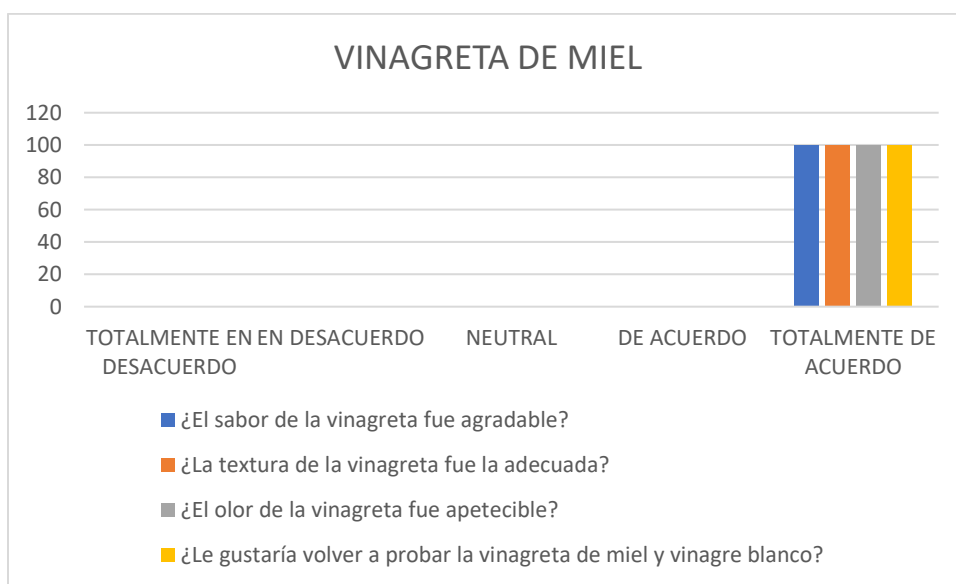 VINAGRETA DE MIEL
120
100
80
60
40
20
0
TOTALMENTE EN
DESACUERDO
EN DESACUERDO
NEUTRAL
DE ACUERDO
TOTALMENTE DE
ACUERDO
¿El sabor de la vinagreta fue agradable?
¿La textura de la vinagreta fue la adecuada?
¿El olor de la vinagreta fue apetecible?
¿Le gustaría volver a probar la vinagreta de miel y vinagre blanco?